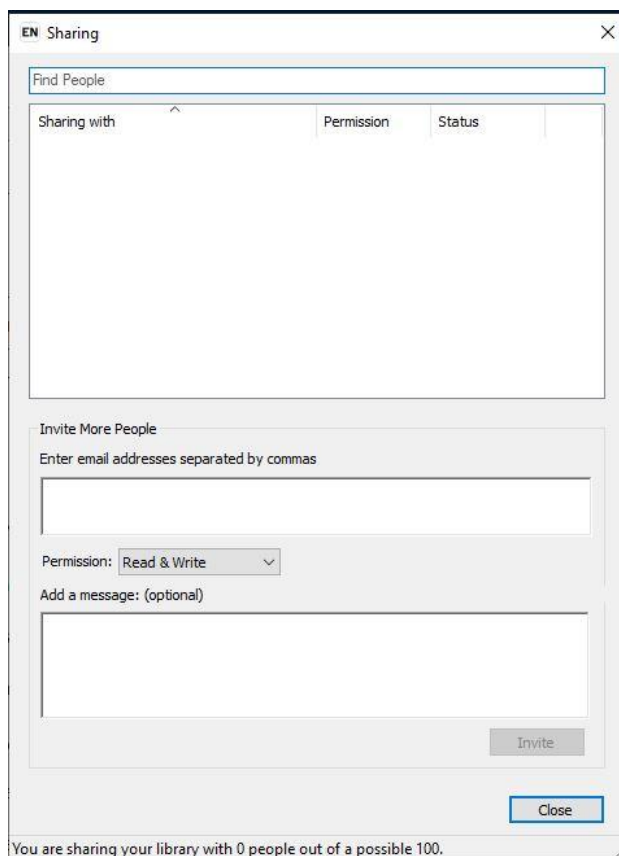 EN Sharing
Find People
Sharing with Permission Status
Invite More People
Enter email addresses separated by commas
Permission: Read & Write
Add a message: (optional)
Invite
Close
You are sharing your library with 0 people out of a possible 100.